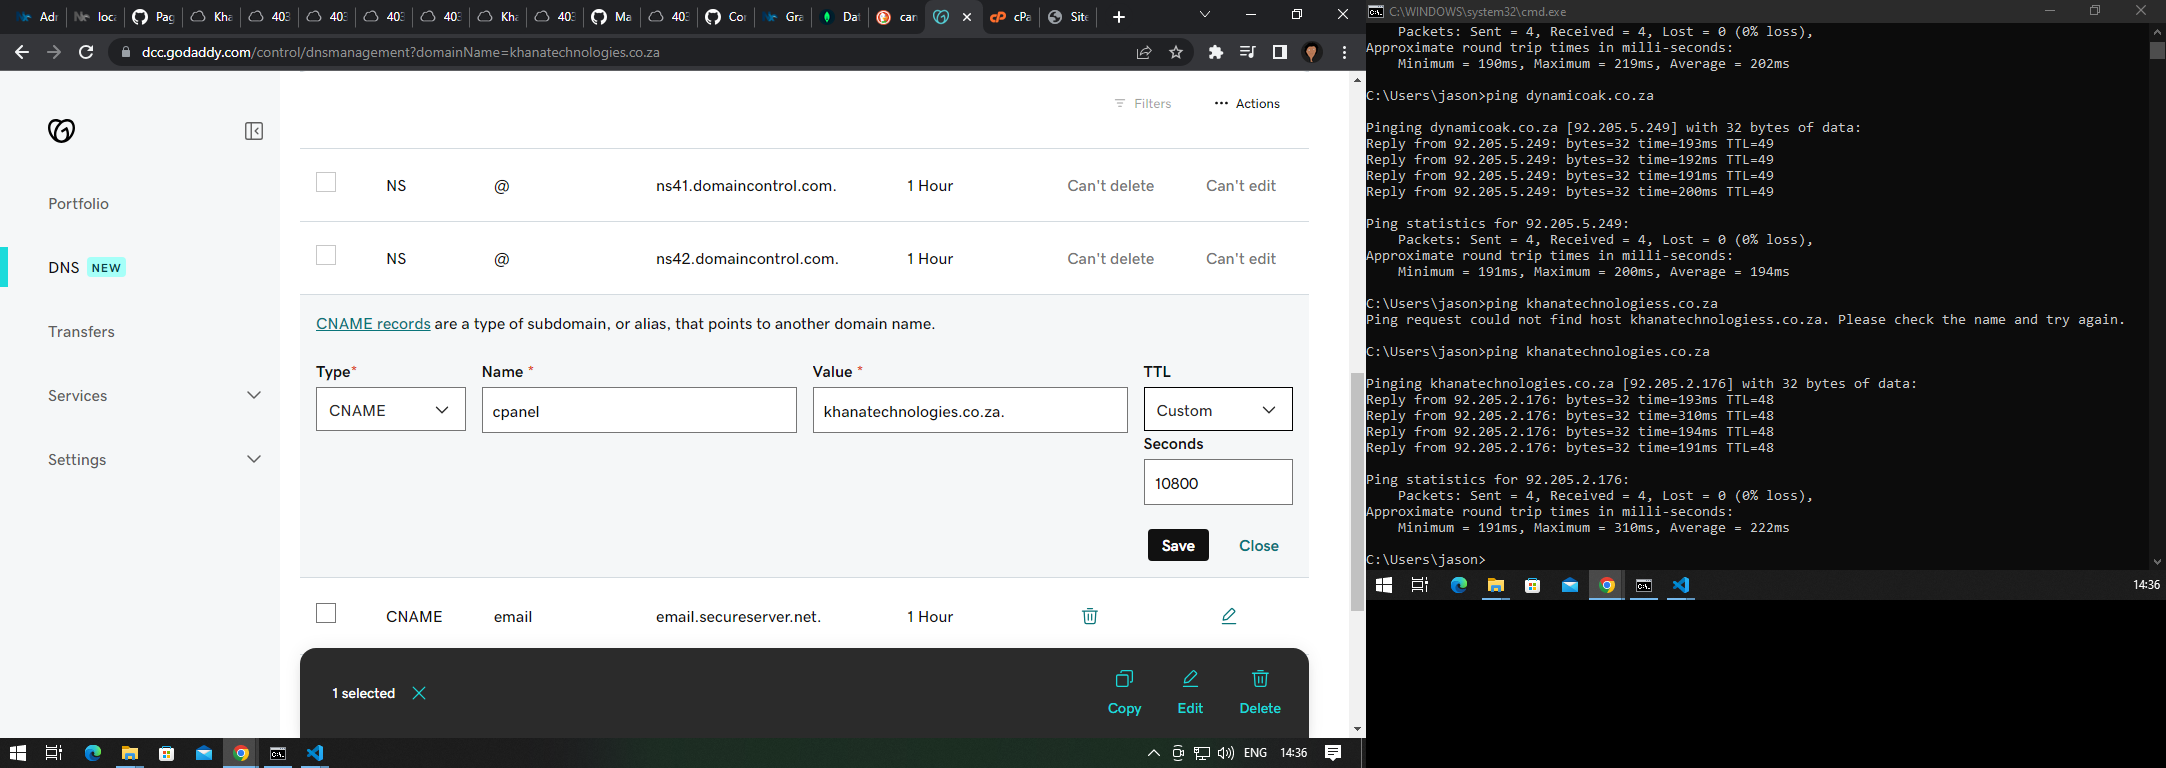 Adr
loca
Pag
Kha
403
403
403
403
Kha
403
Ma
403
Cor
Gra
Dat
can
cPa
Site
dcc.godaddy.com/control/dnsmanagement?domainName=khanatechnologies.co.za
Filters
Actions
Portfolio
DNS NEW
Transfers
Services
Settings
NS @ ns41.domaincontrol.com. 1 Hour Can't delete Can't edit
NS @ ns42.domaincontrol.com. 1 Hour Can't delete Can't edit
CNAME records are a type of subdomain, or alias, that points to another domain name.
Type* Name * Value * TTL
CNAME cpanel khanatechnologies.co.za. Custom
Seconds
10800
Save Close
CNAME email email.secureserver.net. 1 Hour
1 selected
Copy Edit Delete
ENG 14:36
C:\WINDOWS\system32\cmd.exe
Packets: Sent = 4, Received = 4, Lost = 0 (0% loss),
Approximate round trip times in milli-seconds:
Minimum = 190ms, Maximum = 219ms, Average = 202ms
C:\Users\jason>ping dynamicoak.co.za
Pinging dynamicoak.co.za [92.205.5.249] with 32 bytes of data:
Reply from 92.205.5.249: bytes=32 time=193ms TTL=49
Reply from 92.205.5.249: bytes=32 time=192ms TTL=49
Reply from 92.205.5.249: bytes=32 time=191ms TTL=49
Reply from 92.205.5.249: bytes=32 time=200ms TTL=49
Ping statistics for 92.205.5.249:
Packets: Sent = 4, Received = 4, Lost = 0 (0% loss),
Approximate round trip times in milli-seconds:
Minimum = 191ms, Maximum = 200ms, Average = 194ms
C:\Users\jason>ping khanatechnologiess.co.za
Ping request could not find host khanatechnologiess.co.za. Please check the name and try again.
C:\Users\jason>ping khanatechnologies.co.za
Pinging khanatechnologies.co.za [92.205.2.176] with 32 bytes of data:
Reply from 92.205.2.176: bytes=32 time=193ms TTL=48
Reply from 92.205.2.176: bytes=32 time=310ms TTL=48
Reply from 92.205.2.176: bytes=32 time=194ms TTL=48
Reply from 92.205.2.176: bytes=32 time=191ms TTL=48
Ping statistics for 92.205.2.176:
Packets: Sent = 4, Received = 4, Lost = 0 (0% loss),
Approximate round trip times in milli-seconds:
Minimum = 191ms, Maximum = 310ms, Average = 222ms
C:\Users\jason>
14:36